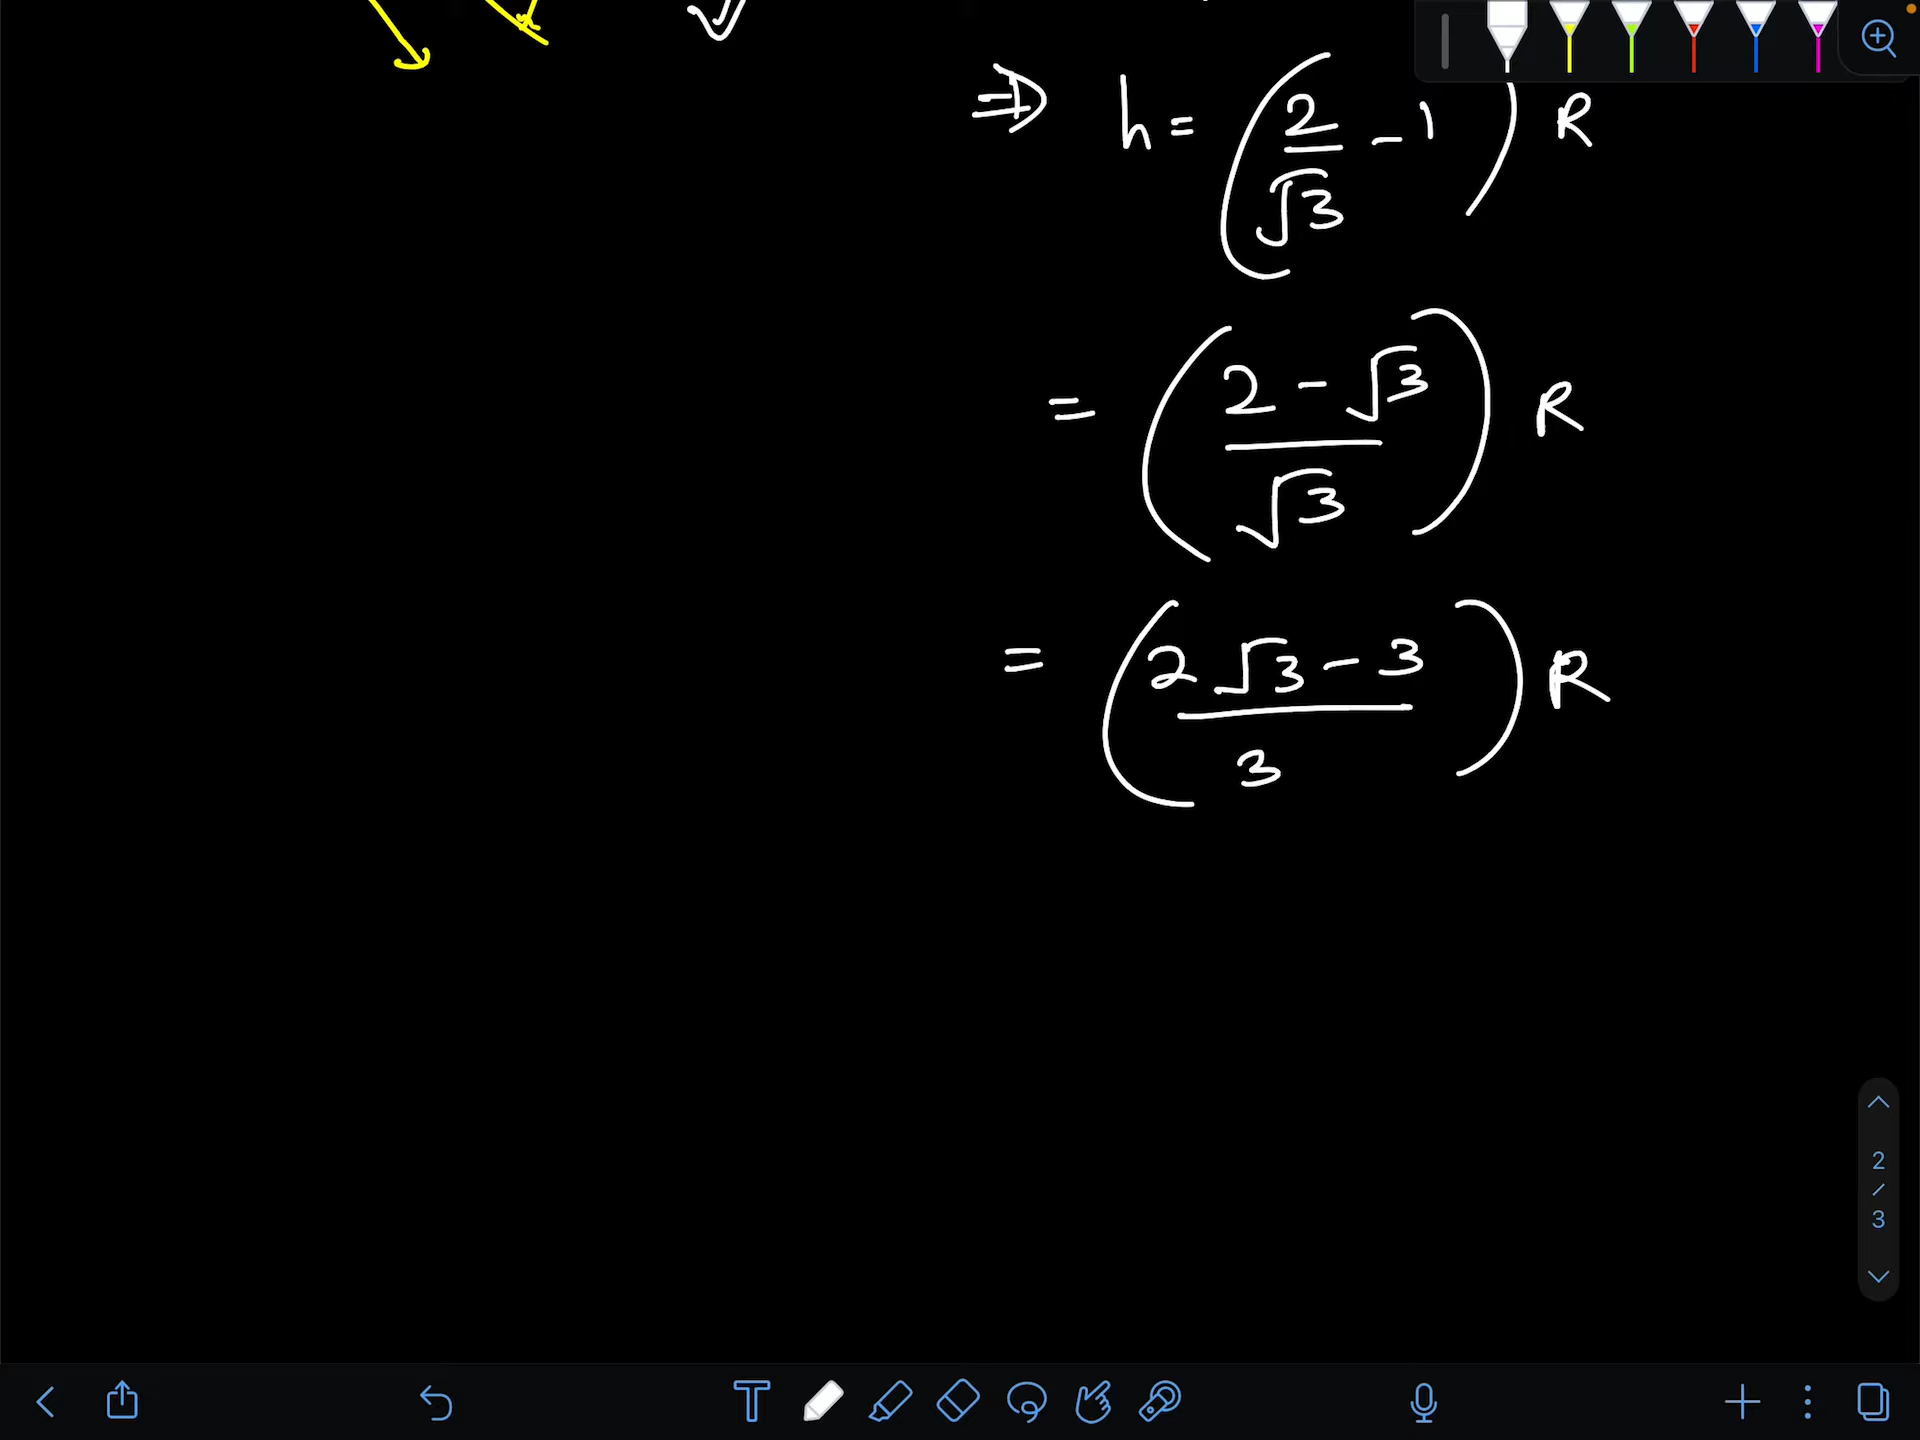 ⇒ h = (2/√3 - 1) R
= ((2 - √3)/√3) R
= ((2√3 - 3)/3) R
2
/
3
T